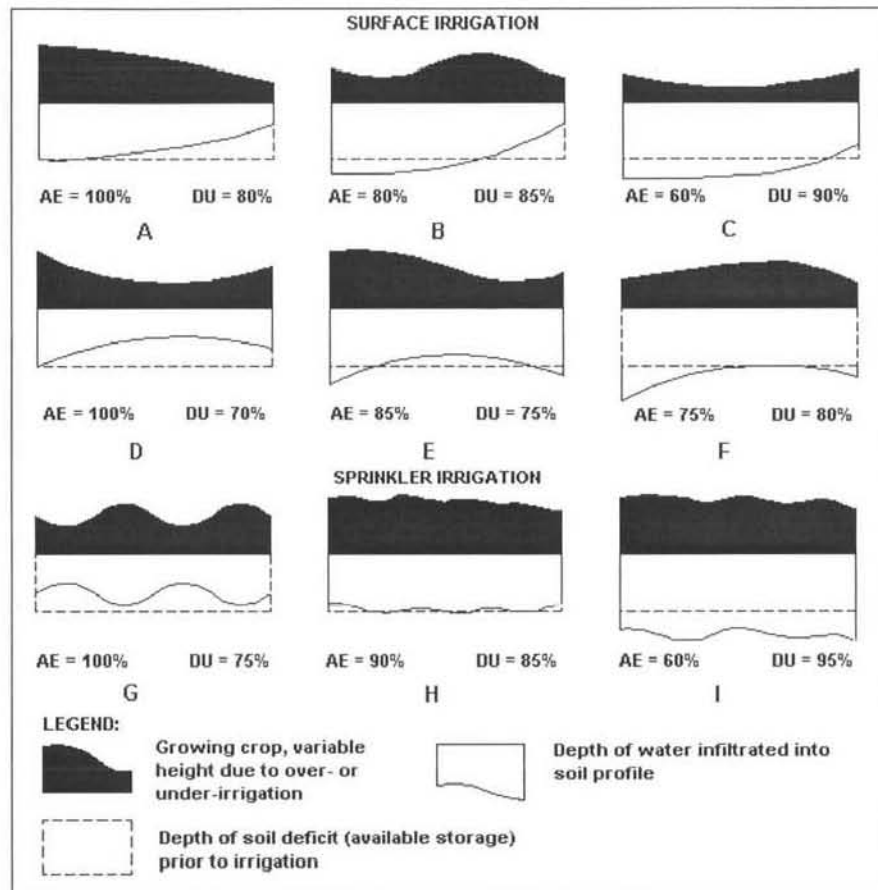 SURFACE IRRIGATION
AE = 100% DU = 80%
A
AE = 80% DU = 85%
B
AE = 60% DU = 90%
C
AE = 100% DU = 70%
D
AE = 85% DU = 75%
E
AE = 75% DU = 80%
F
SPRINKLER IRRIGATION
AE = 100% DU = 75%
G
AE = 90% DU = 85%
H
AE = 60% DU = 95%
I
LEGEND:
Growing crop, variable
height due to over- or
under-irrigation
Depth of water infiltrated into
soil profile
Depth of soil deficit (available storage)
prior to irrigation